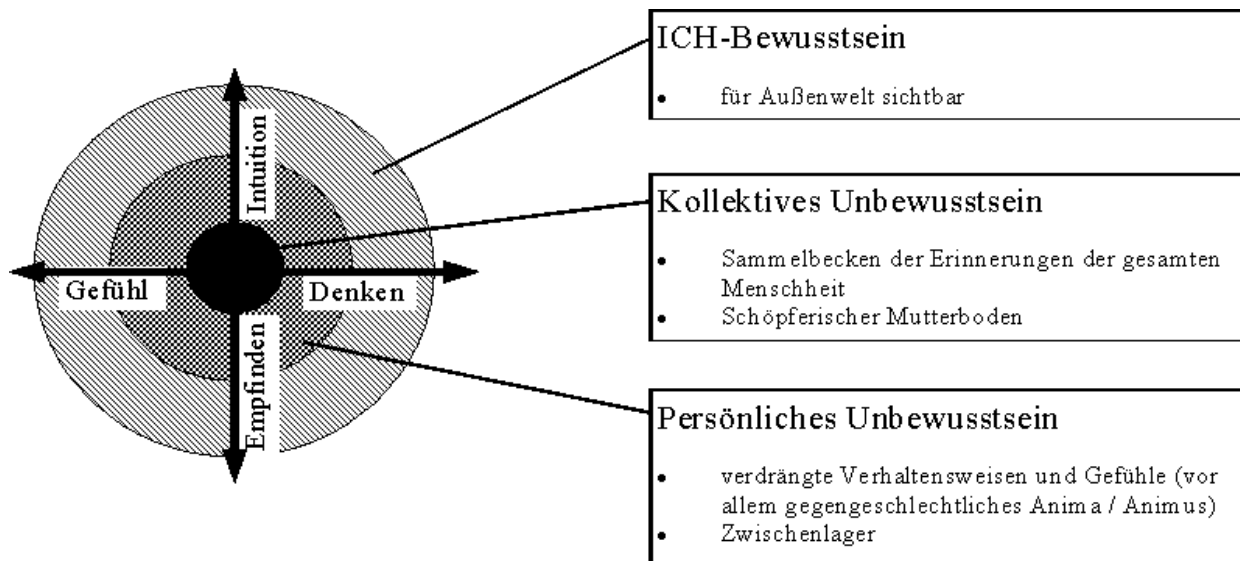 ICH-Bewusstsein
• für Außenwelt sichtbar
Intuition
Gefühl
Denken
Empfinden
Kollektives Unbewusstsein
• Sammelbecken der Erinnerungen der gesamten
Menschheit
• Schöpferischer Mutterboden
Persönliches Unbewusstsein
• verdrängte Verhaltensweisen und Gefühle (vor
allem gegengeschlechtliches Anima / Animus)
• Zwischenlager